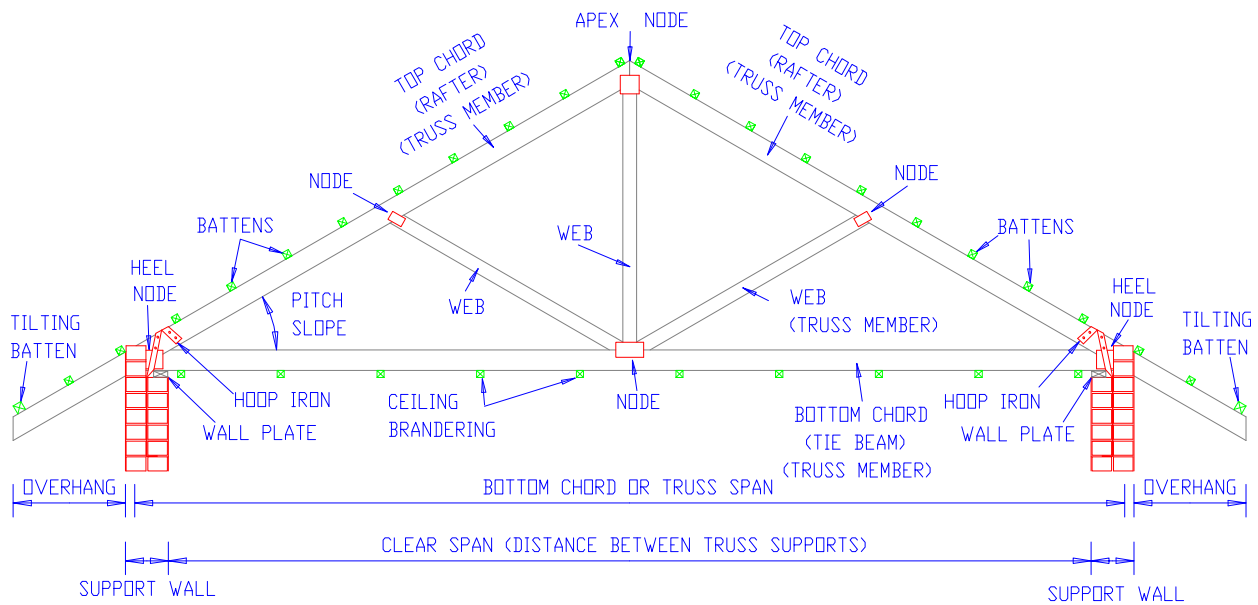 APEX NODE
TOP CHORD
(RAFTER)
(TRUSS MEMBER)
TOP CHORD
(RAFTER)
(TRUSS MEMBER)
NODE
NODE
BATTENS
WEB
BATTENS
HEEL
NODE
PITCH
SLOPE
WEB
WEB
(TRUSS MEMBER)
HEEL
NODE
TILTING
BATTEN
TILTING
BATTEN
HOOP IRON
WALL PLATE
CEILING
BRANDERING
NODE
BOTTOM CHORD
(TIE BEAM)
(TRUSS MEMBER)
HOOP IRON
WALL PLATE
OVERHANG
BOTTOM CHORD OR TRUSS SPAN
OVERHANG
CLEAR SPAN (DISTANCE BETWEEN TRUSS SUPPORTS)
SUPPORT WALL
SUPPORT WALL